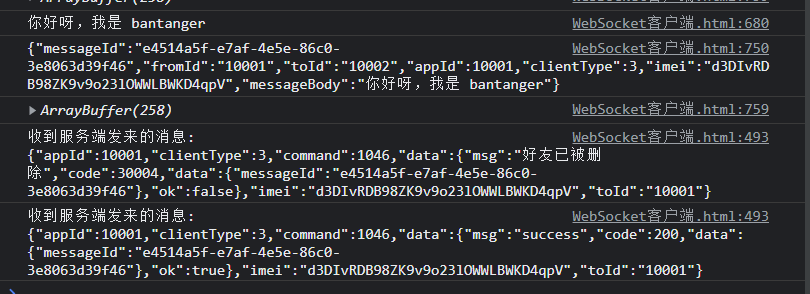 你好呀，我是 bantanger WebSocket客户端.html:680
{"messageId":"e4514a5f-e7af-4e5e-86c0- WebSocket客户端.html:750
3e8063d39f46","fromId":"10001","toId":"10002","appId":10001,"clientType":3,"imei":"d3DIvRD
B98ZK9v9o23lOWWLBWKD4qpV","messageBody":"你好呀，我是 bantanger"}
▶ ArrayBuffer(258) WebSocket客户端.html:759
收到服务端发来的消息: WebSocket客户端.html:493
{"appId":10001,"clientType":3,"command":1046,"data":{"msg":"好友已被删
除","code":30004,"data":{"messageId":"e4514a5f-e7af-4e5e-86c0-
3e8063d39f46"},"ok":false},"imei":"d3DIvRDB98ZK9v9o23lOWWLBWKD4qpV","toId":"10001"}
收到服务端发来的消息: WebSocket客户端.html:493
{"appId":10001,"clientType":3,"command":1046,"data":{"msg":"success","code":200,"data":
{"messageId":"e4514a5f-e7af-4e5e-86c0-
3e8063d39f46"},"ok":true},"imei":"d3DIvRDB98ZK9v9o23lOWWLBWKD4qpV","toId":"10001"}